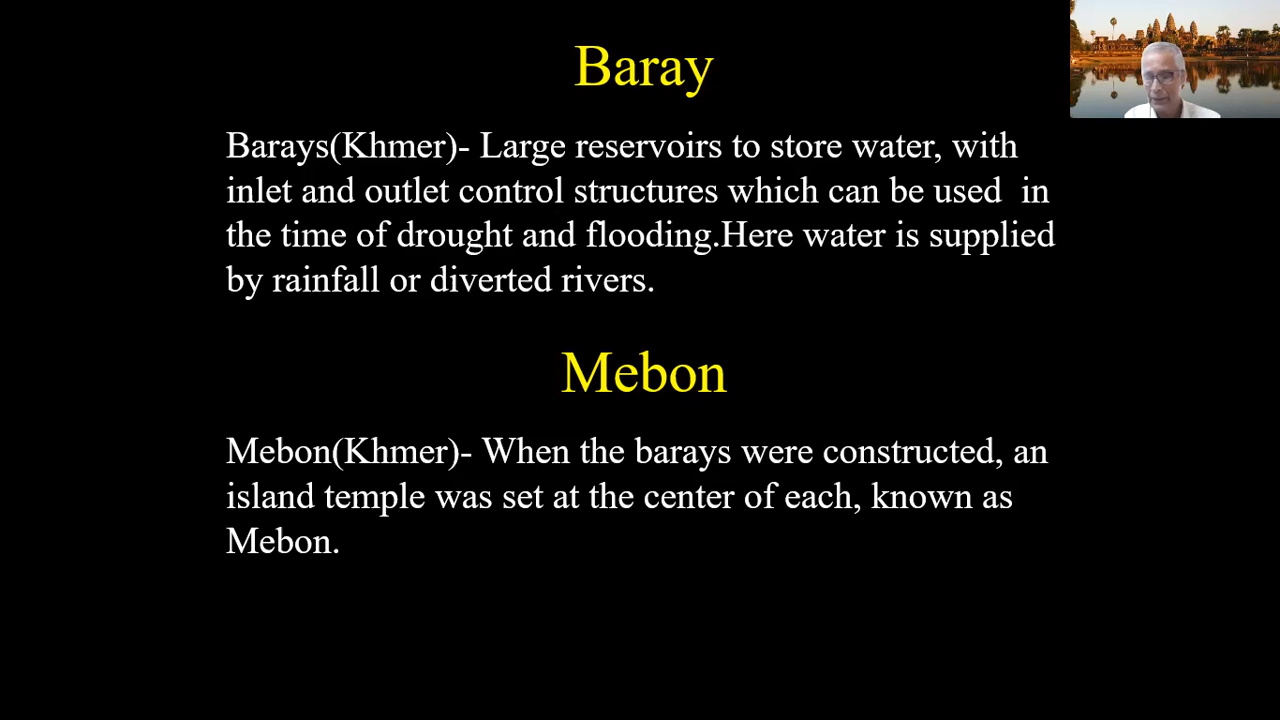 Baray
Barays(Khmer)- Large reservoirs to store water, with
inlet and outlet control structures which can be used  in
the time of drought and flooding.Here water is supplied
by rainfall or diverted rivers.
Mebon
Mebon(Khmer)- When the barays were constructed, an
island temple was set at the center of each, known as
Mebon.